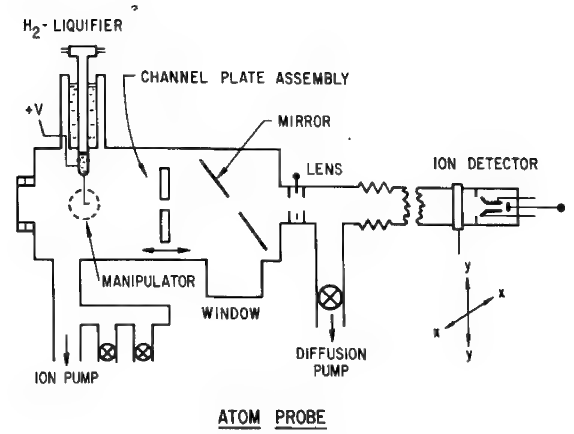 H₂-LIQUIFIER
+V
CHANNEL PLATE ASSEMBLY
MIRROR
LENS
ION DETECTOR
MANIPULATOR
WINDOW
ION PUMP
DIFFUSION
PUMP
y
x
x
y
ATOM PROBE